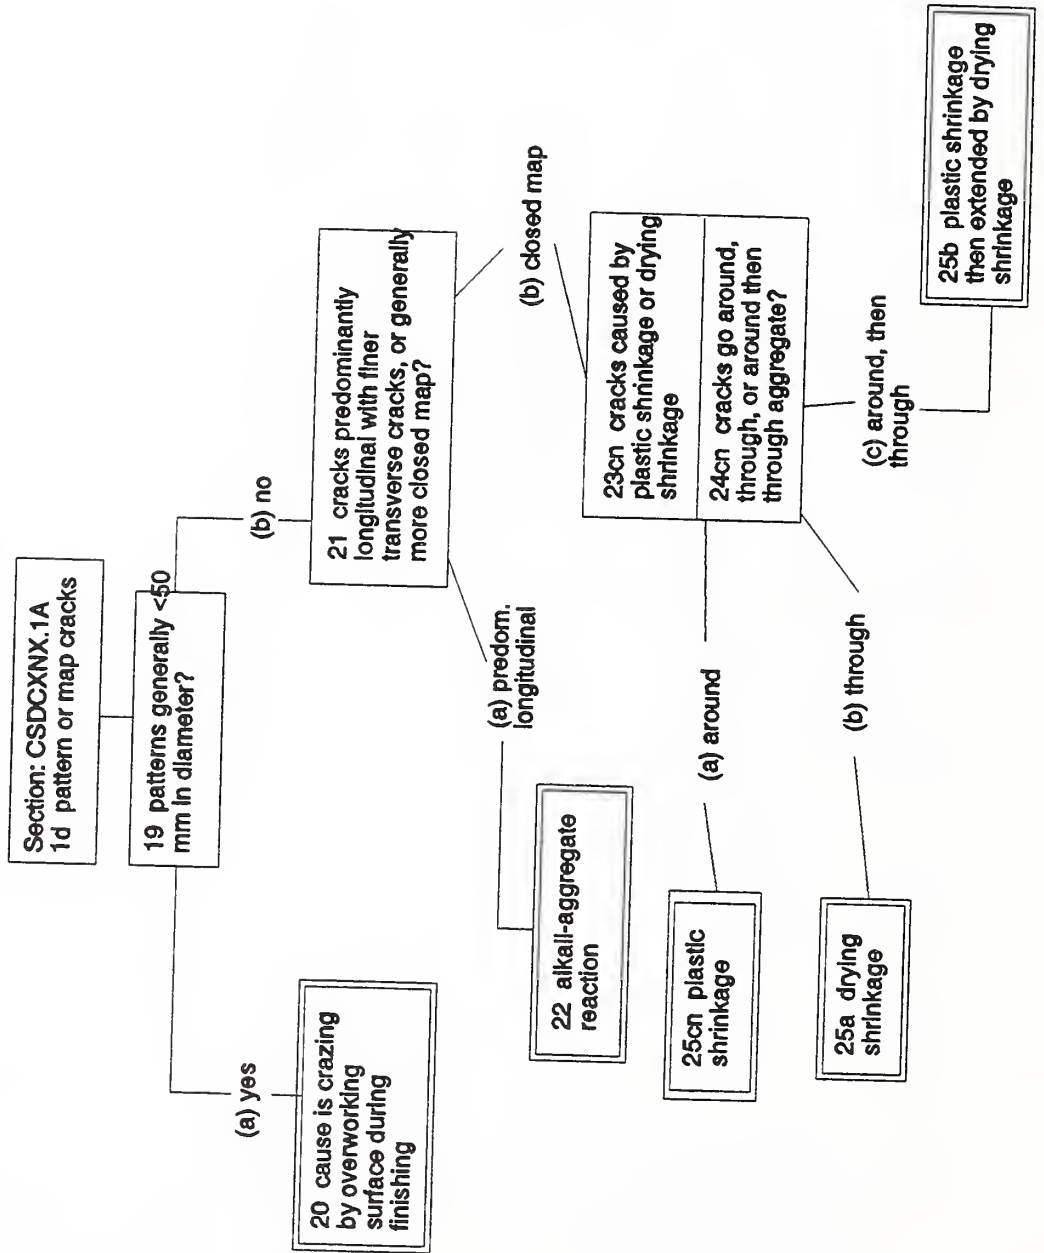 Section: CSDCXNX.1A
1d pattern or map cracks
19 patterns generally <50
mm in diameter?
(a) yes
(b) no
20 cause is crazing
by overworking
surface during
finishing
21 cracks predominantly
longitudinal with finer
transverse cracks, or generally
more closed map?
(a) predom.
longitudinal
(b) closed map
22 alkali-aggregate
reaction
23cn cracks caused by
plastic shrinkage or drying
shrinkage
24cn cracks go around,
through, or around then
through aggregate?
(a) around
(b) through
(c) around, then
through
25cn plastic
shrinkage
25a drying
shrinkage
25b plastic shrinkage
then extended by drying
shrinkage